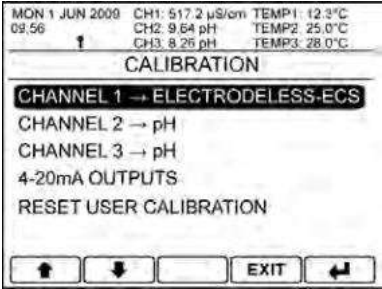 MON 1 JUN 2009 CH1: 517.2 µS/cm TEMP1: 12.3°C
09:56 CH2: 9.64 pH TEMP2: 25.0°C
CH3: 8.26 pH TEMP3: 28.0°C
CALIBRATION
CHANNEL 1 → ELECTRODELESS-ECS
CHANNEL 2 → pH
CHANNEL 3 → pH
4-20mA OUTPUTS
RESET USER CALIBRATION
EXIT